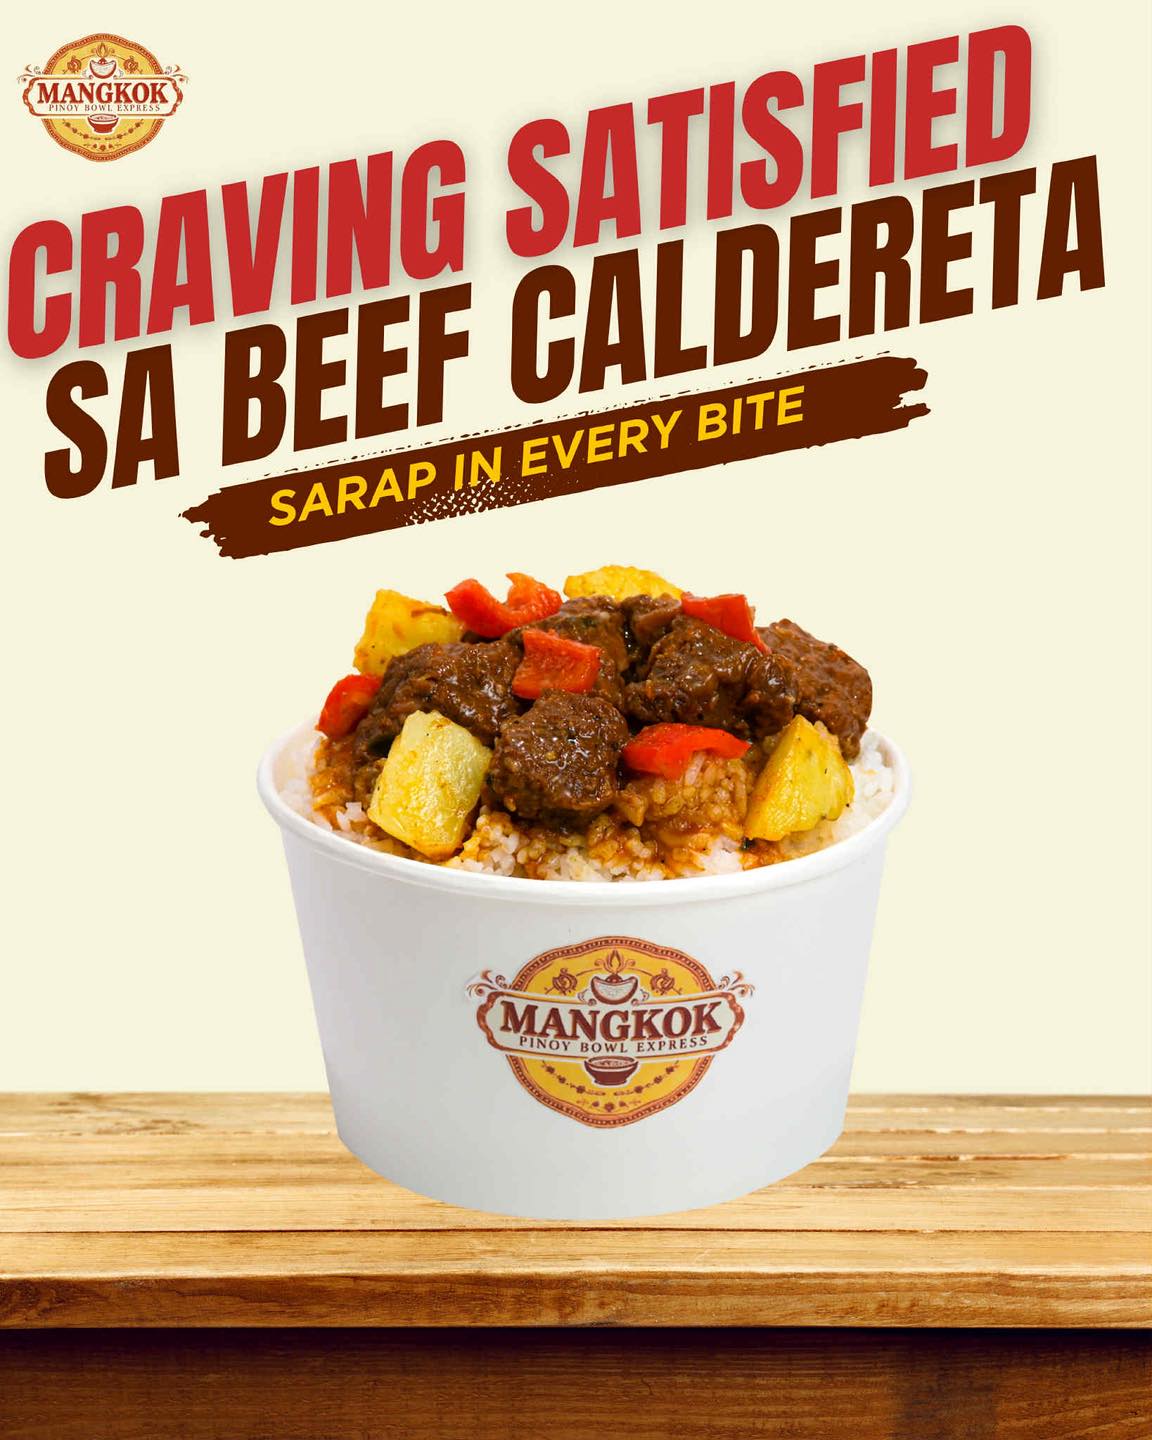 MANGKOK
PINOY BOWL EXPRESS
CRAVING SATISFIED
SA BEEF CALDERETA
SARAP IN EVERY BITE
MANGKOK
PINOY BOWL EXPRESS